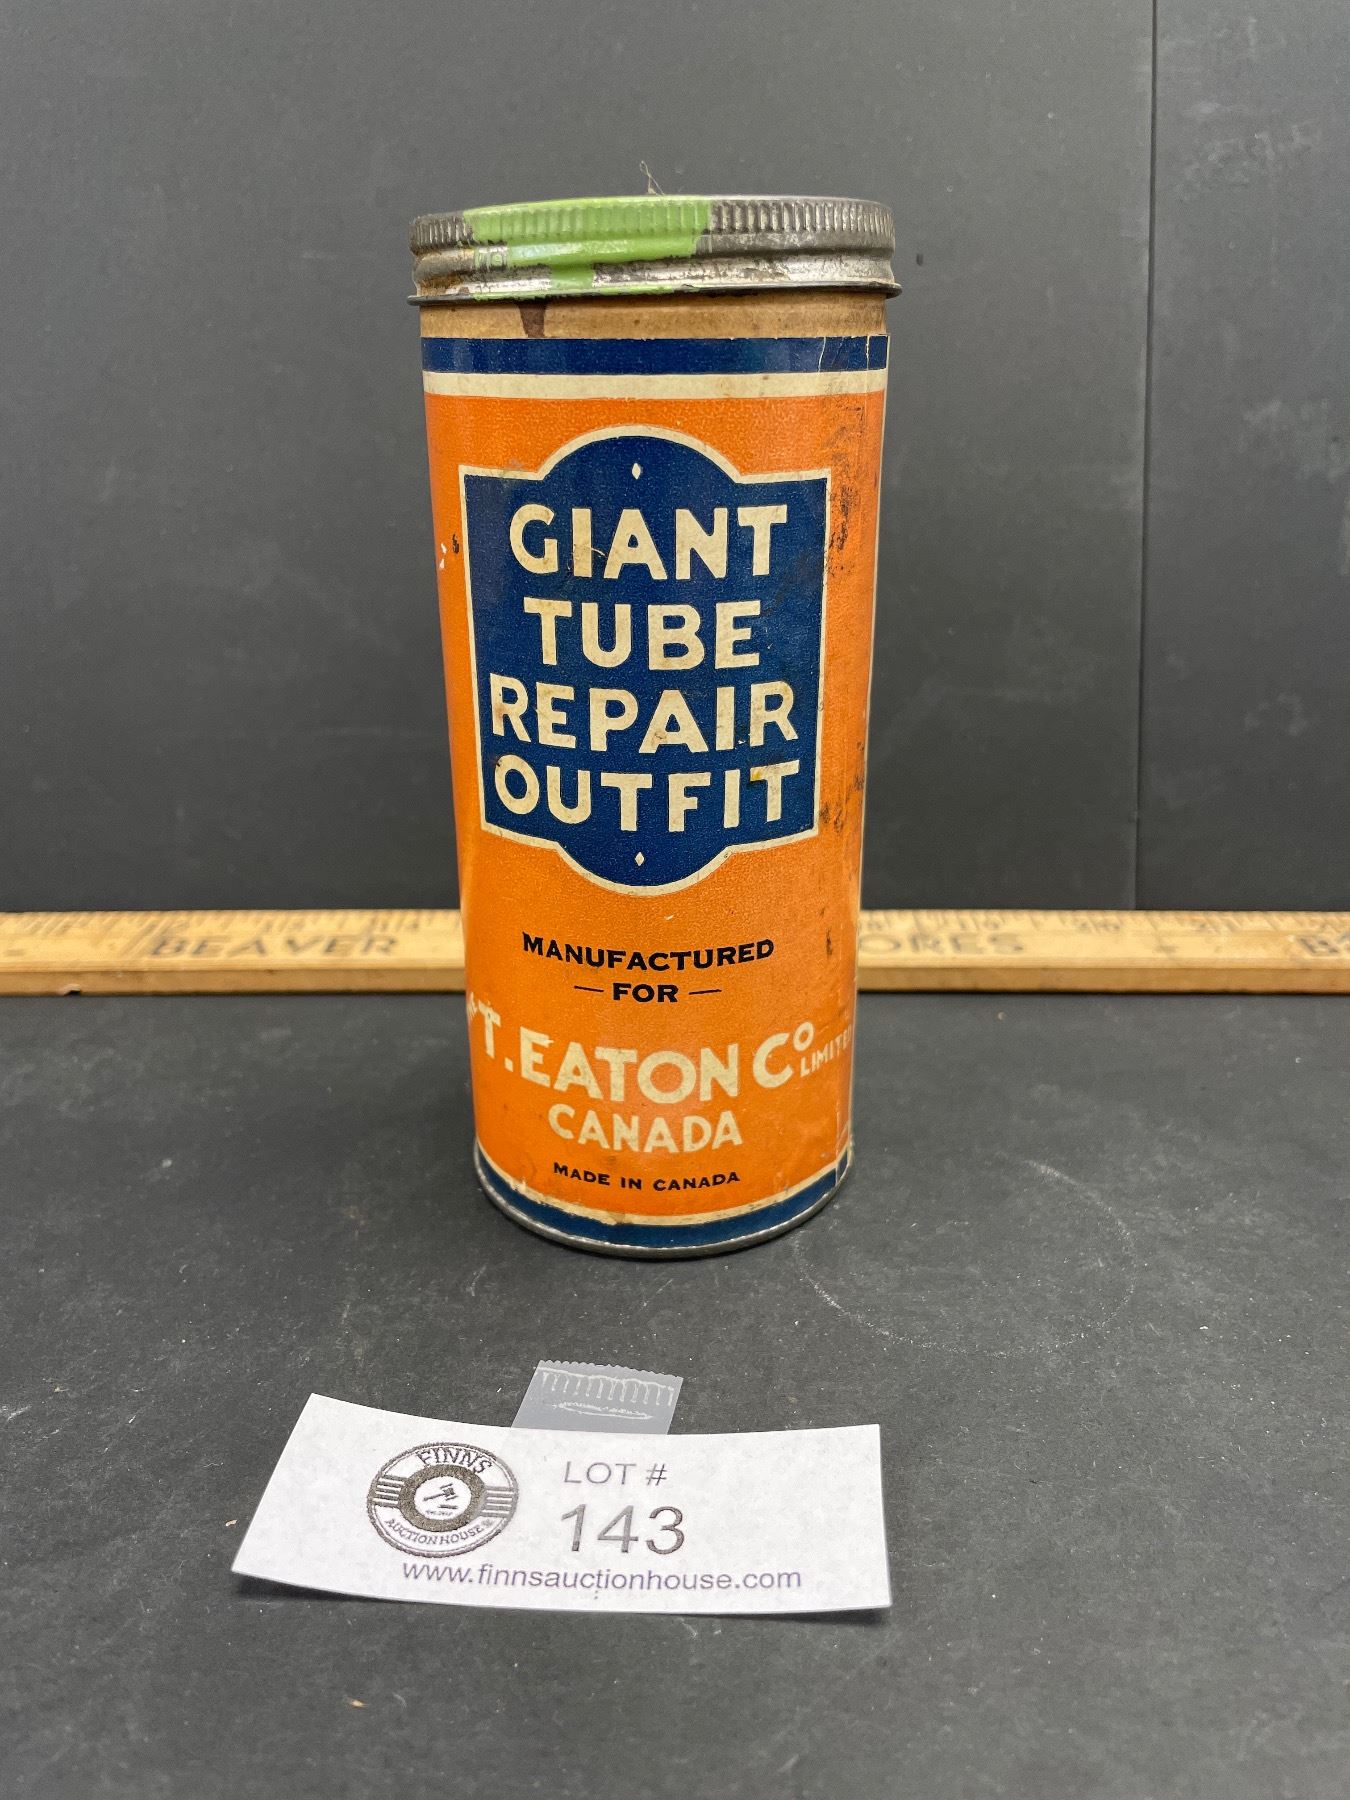 GIANT
TUBE
REPAIR
OUTFIT
MANUFACTURED
— FOR —
T. EATON Co LIMITED
CANADA
MADE IN CANADA
BEAVER
ORES
FINNS
AUCTION HOUSE
LOT #
143
www.finnsauctionhouse.com